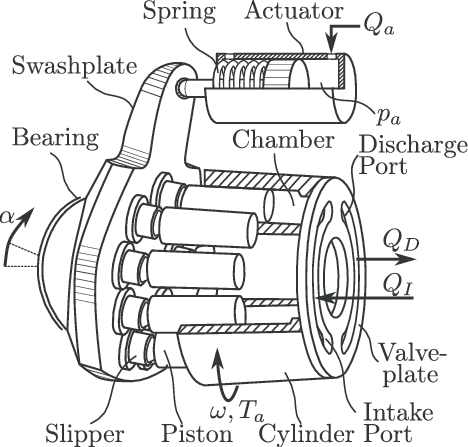 Spring
Actuator
Q_a
Swashplate
p_a
Bearing
Chamber
Discharge
Port
α
Q_D
Q_I
Valve-
plate
ω, T_a
Intake
Slipper
Piston
Cylinder
Port